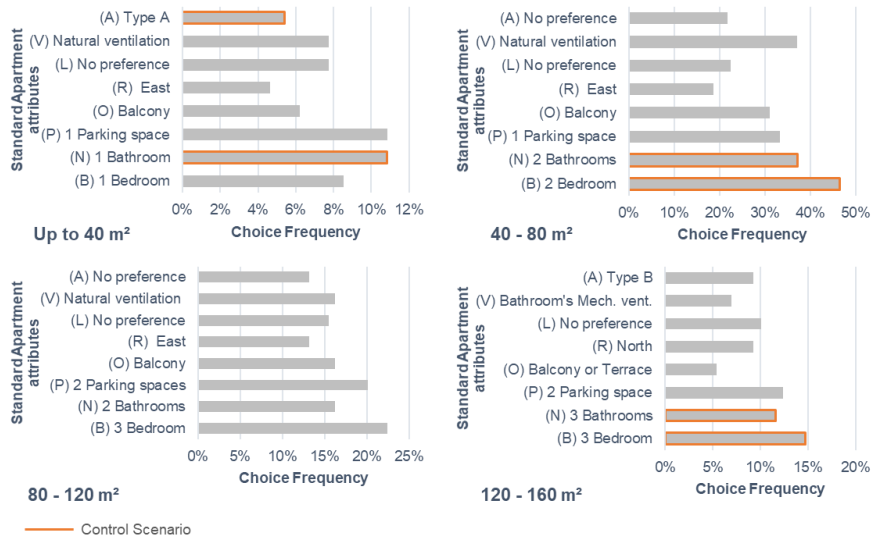 Standard Apartment
attributes
(A) Type A
(V) Natural ventilation
(L) No preference
(R) East
(O) Balcony
(P) 1 Parking space
(N) 1 Bathroom
(B) 1 Bedroom
0% 2% 4% 6% 8% 10% 12%
Choice Frequency
Up to 40 m²
Standard Apartment
attributes
(A) No preference
(V) Natural ventilation
(L) No preference
(R) East
(O) Balcony
(P) 1 Parking space
(N) 2 Bathrooms
(B) 2 Bedroom
0% 10% 20% 30% 40% 50%
Choice Frequency
40 - 80 m²
Standard Apartment
attributes
(A) No preference
(V) Natural ventilation
(L) No preference
(R) East
(O) Balcony
(P) 2 Parking spaces
(N) 2 Bathrooms
(B) 3 Bedroom
0% 5% 10% 15% 20% 25%
Choice Frequency
80 - 120 m²
Standard Apartment
attributes
(A) Type B
(V) Bathroom's Mech. vent.
(L) No preference
(R) North
(O) Balcony or Terrace
(P) 2 Parking space
(N) 3 Bathrooms
(B) 3 Bedroom
0% 5% 10% 15% 20%
Choice Frequency
120 - 160 m²
Control Scenario